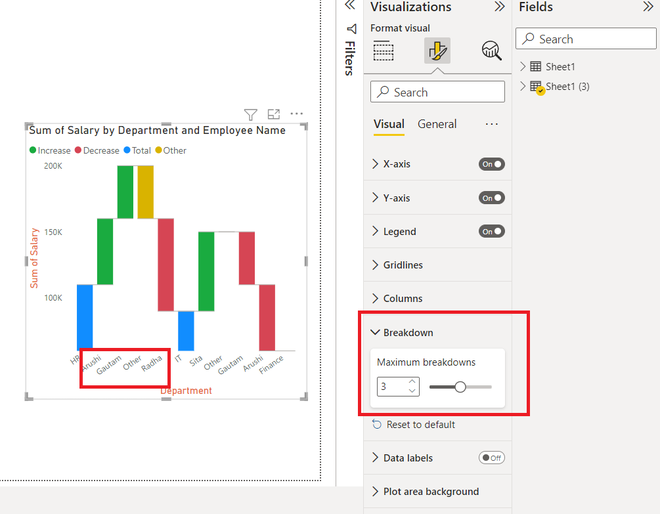 Visualizations
Fields
Format visual
Filters
Search
Search
Sheet1
Sheet1 (3)
Visual
General
Sum of Salary by Department and Employee Name
Increase
Decrease
Total
Other
X-axis
On
Y-axis
On
Legend
On
Gridlines
Columns
Breakdown
Maximum breakdowns
3
Reset to default
Data labels
Off
Plot area background
200K
150K
100K
Sum of Salary
HR
Arushi
Gautam
Other
Radha
IT
Sita
Other
Gautam
Arushi
Finance
Department